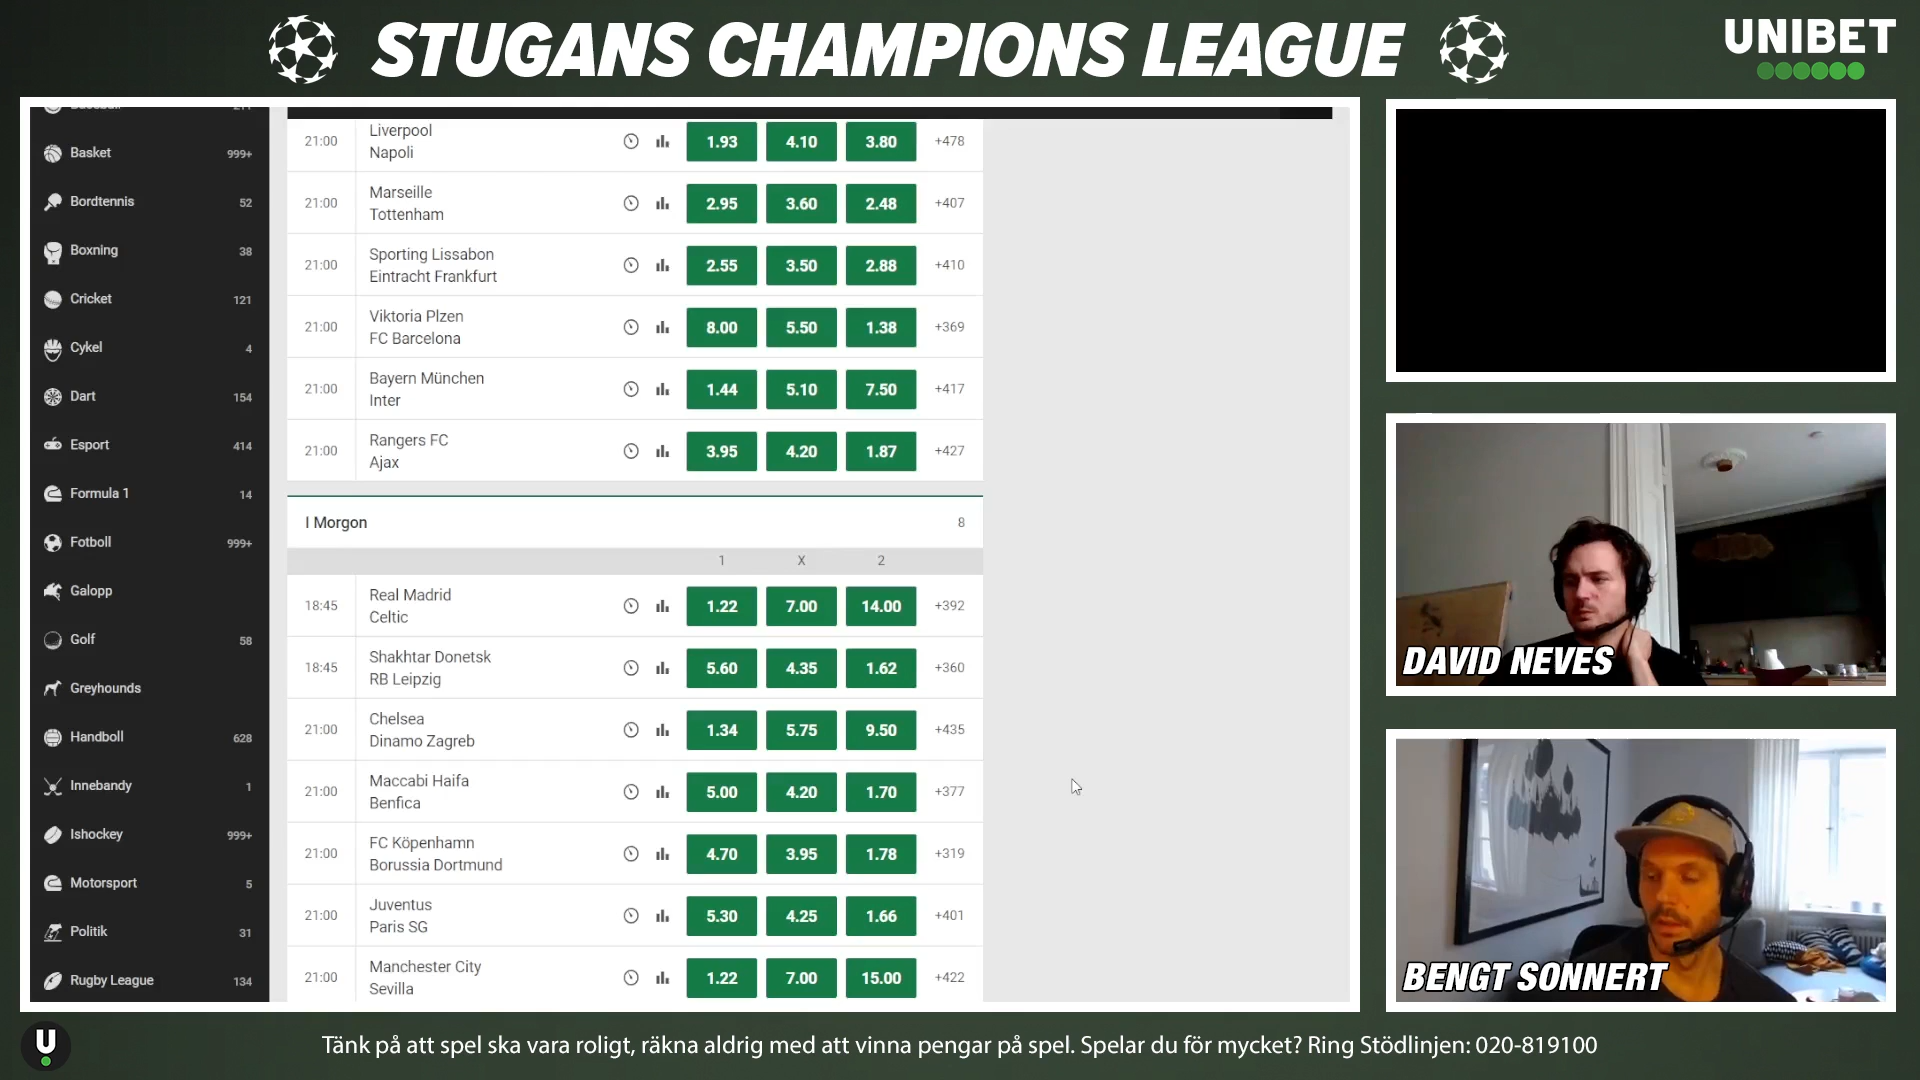 STUGANS CHAMPIONS LEAGUE
UNIBET
Basket 999+
Bordtennis 52
Boxning 38
Cricket 121
Cykel 4
Dart 154
Esport 414
Formula 1 14
Fotboll 999+
Galopp
Golf 58
Greyhounds
Handboll 628
Innebandy 1
Ishockey 999+
Motorsport 5
Politik 31
Rugby League 134
21:00 Liverpool 1.93 4.10 3.80 +478
Napoli
21:00 Marseille 2.95 3.60 2.48 +407
Tottenham
21:00 Sporting Lissabon 2.55 3.50 2.88 +410
Eintracht Frankfurt
21:00 Viktoria Plzen 8.00 5.50 1.38 +369
FC Barcelona
21:00 Bayern München 1.44 5.10 7.50 +417
Inter
21:00 Rangers FC 3.95 4.20 1.87 +427
Ajax
I Morgon 8
1 X 2
18:45 Real Madrid 1.22 7.00 14.00 +392
Celtic
18:45 Shakhtar Donetsk 5.60 4.35 1.62 +360
RB Leipzig
21:00 Chelsea 1.34 5.75 9.50 +435
Dinamo Zagreb
21:00 Maccabi Haifa 5.00 4.20 1.70 +377
Benfica
21:00 FC Köpenhamn 4.70 3.95 1.78 +319
Borussia Dortmund
21:00 Juventus 5.30 4.25 1.66 +401
Paris SG
21:00 Manchester City 1.22 7.00 15.00 +422
Sevilla
DAVID NEVES
BENGT SONNERT
U
Tänk på att spel ska vara roligt, räkna aldrig med att vinna pengar på spel. Spelar du för mycket? Ring Stödlinjen: 020-819100